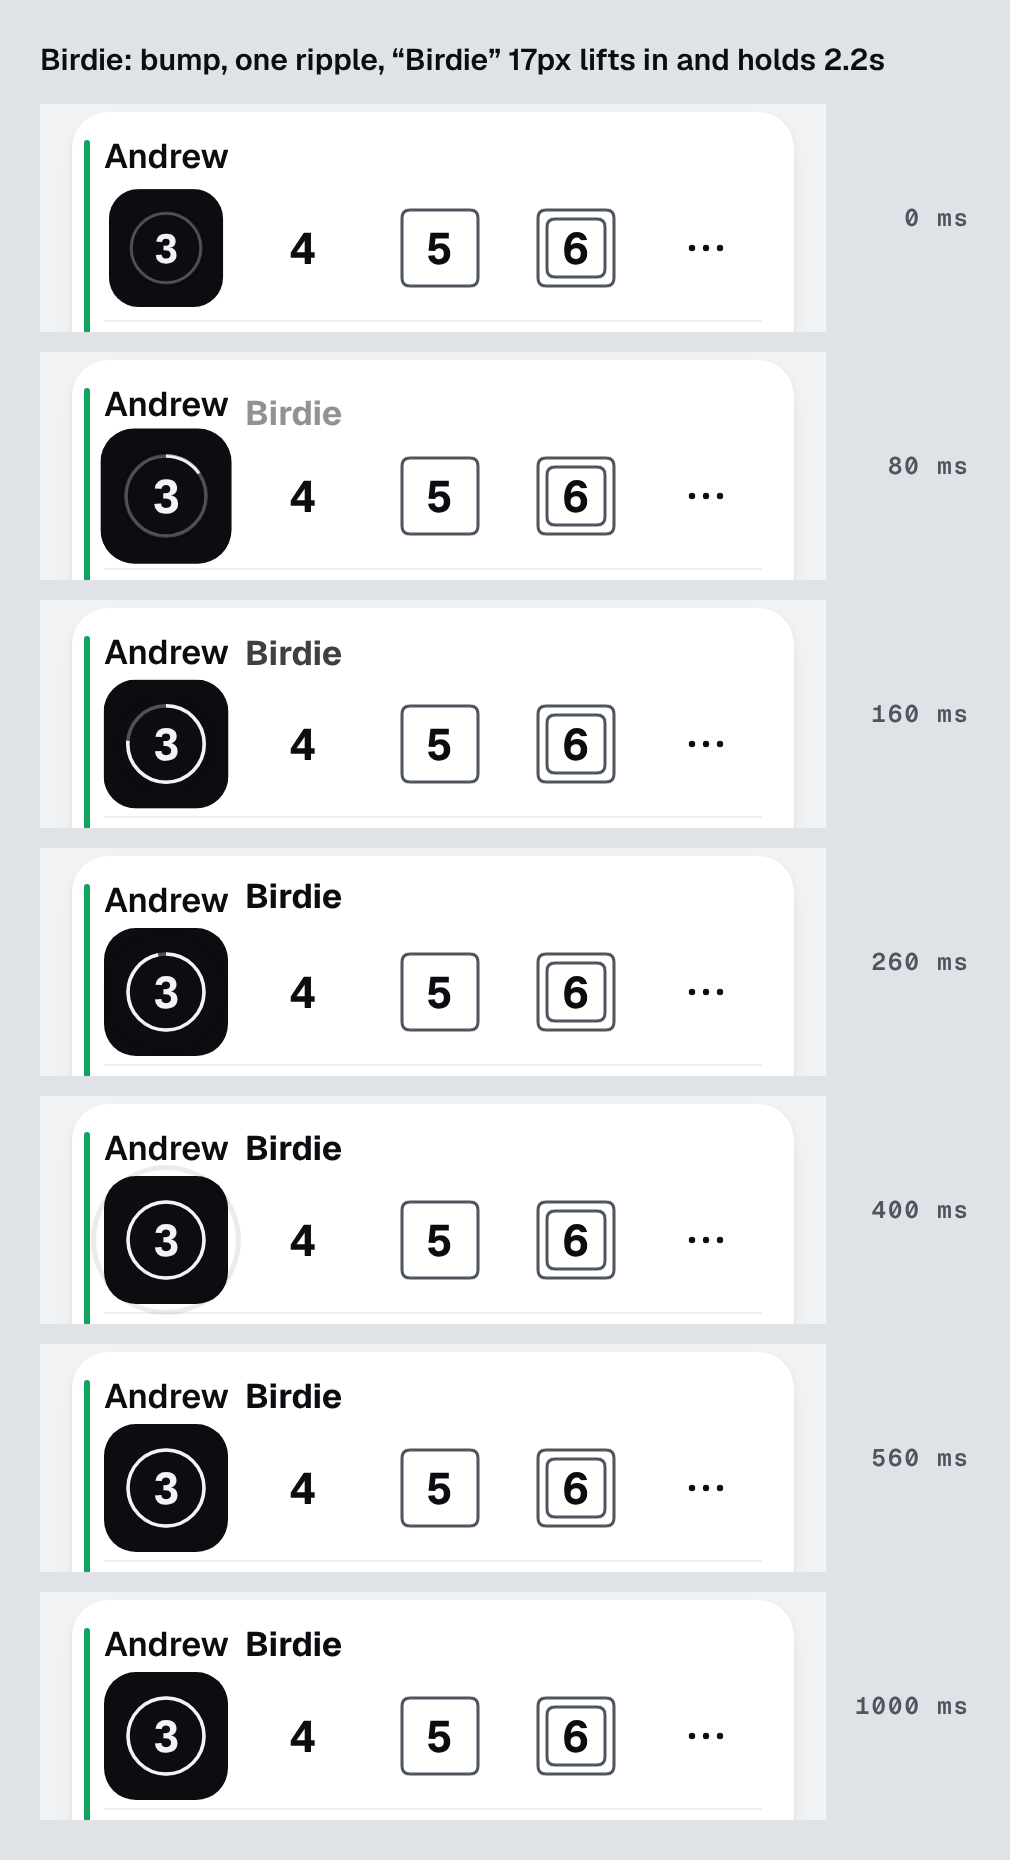 Birdie: bump, one ripple, “Birdie” 17px lifts in and holds 2.2s
Andrew
3 4 5 6 ...
0 ms
Andrew Birdie
3 4 5 6 ...
80 ms
Andrew Birdie
3 4 5 6 ...
160 ms
Andrew Birdie
3 4 5 6 ...
260 ms
Andrew Birdie
3 4 5 6 ...
400 ms
Andrew Birdie
3 4 5 6 ...
560 ms
Andrew Birdie
3 4 5 6 ...
1000 ms